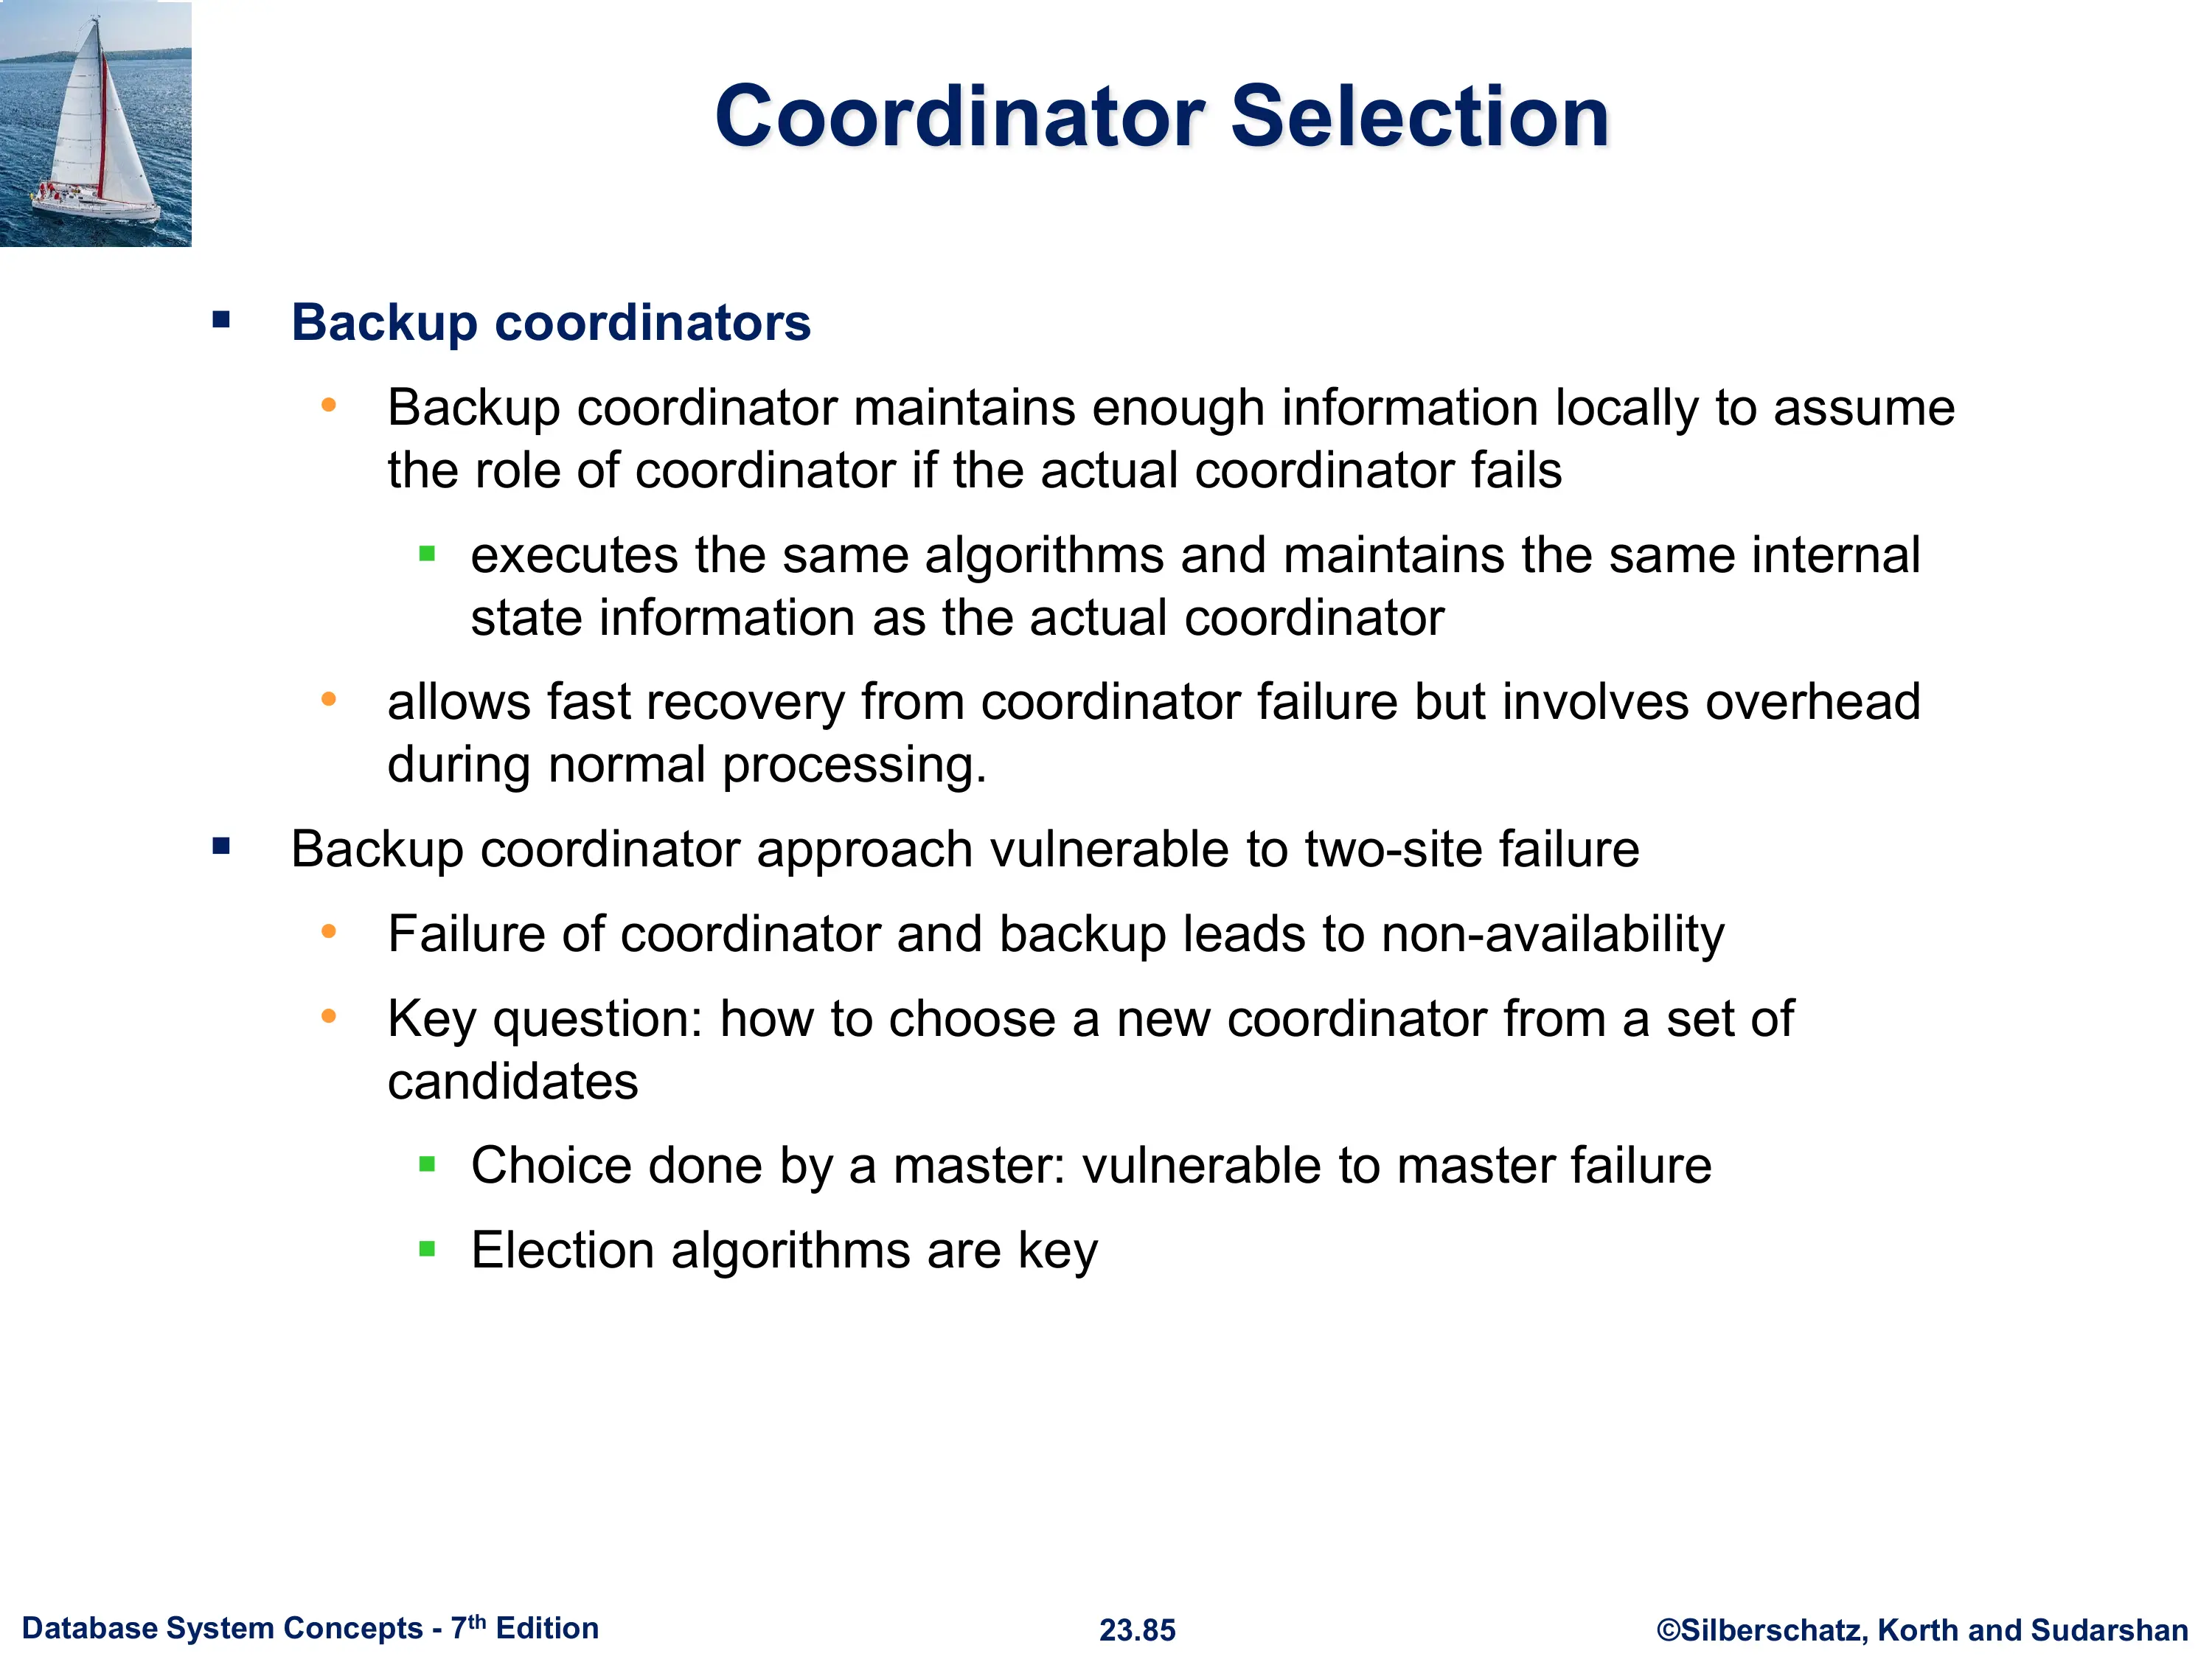 Coordinator Selection
Backup coordinators
Backup coordinator maintains enough information locally to assume
the role of coordinator if the actual coordinator fails
executes the same algorithms and maintains the same internal
state information as the actual coordinator
allows fast recovery from coordinator failure but involves overhead
during normal processing.
Backup coordinator approach vulnerable to two-site failure
Failure of coordinator and backup leads to non-availability
Key question: how to choose a new coordinator from a set of
candidates
Choice done by a master: vulnerable to master failure
Election algorithms are key
Database System Concepts - 7th Edition
23.85
©Silberschatz, Korth and Sudarshan